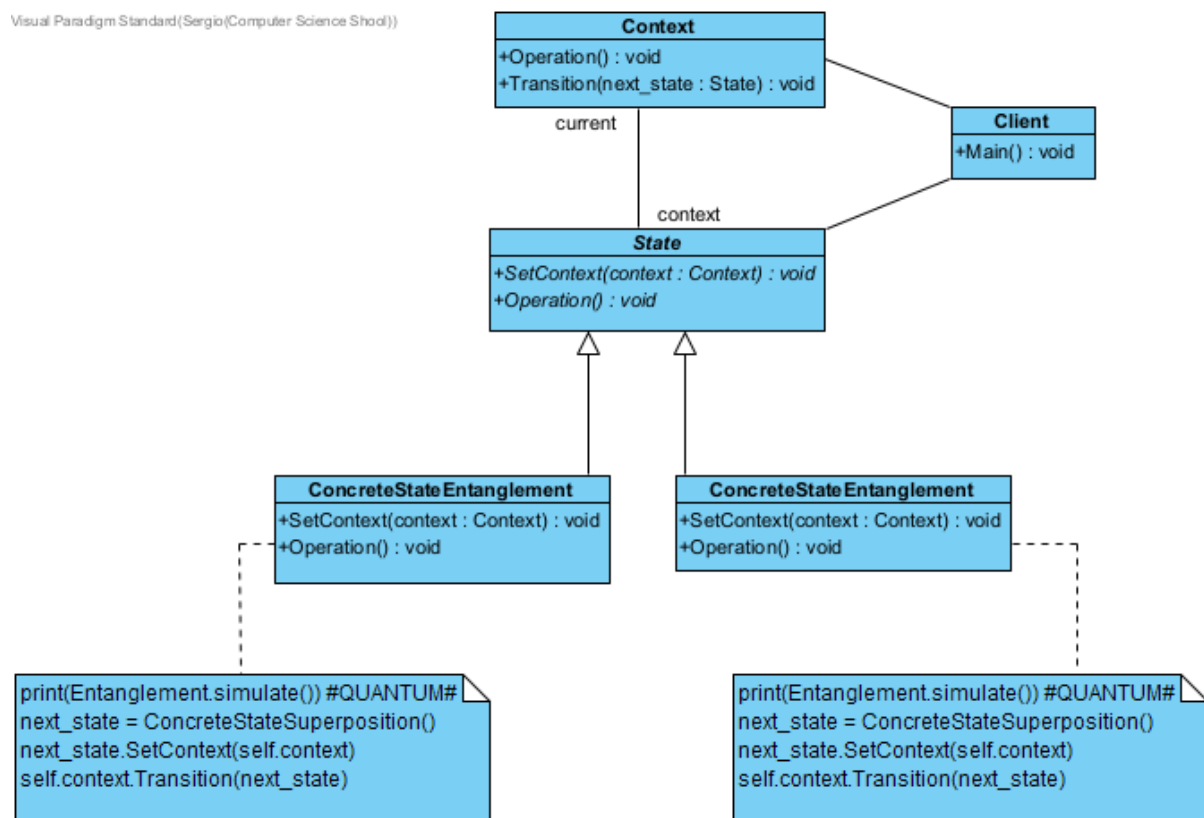 Visual Paradigm Standard(Sergio(Computer Science Shool))
Context
+Operation() : void
+Transition(next_state : State) : void
current
Client
+Main() : void
context
State
+SetContext(context : Context) : void
+Operation() : void
ConcreteStateEntanglement
+SetContext(context : Context) : void
+Operation() : void
ConcreteStateEntanglement
+SetContext(context : Context) : void
+Operation() : void
print(Entanglement.simulate()) #QUANTUM#
next_state = ConcreteStateSuperposition()
next_state.SetContext(self.context)
self.context.Transition(next_state)
print(Entanglement.simulate()) #QUANTUM#
next_state = ConcreteStateSuperposition()
next_state.SetContext(self.context)
self.context.Transition(next_state)